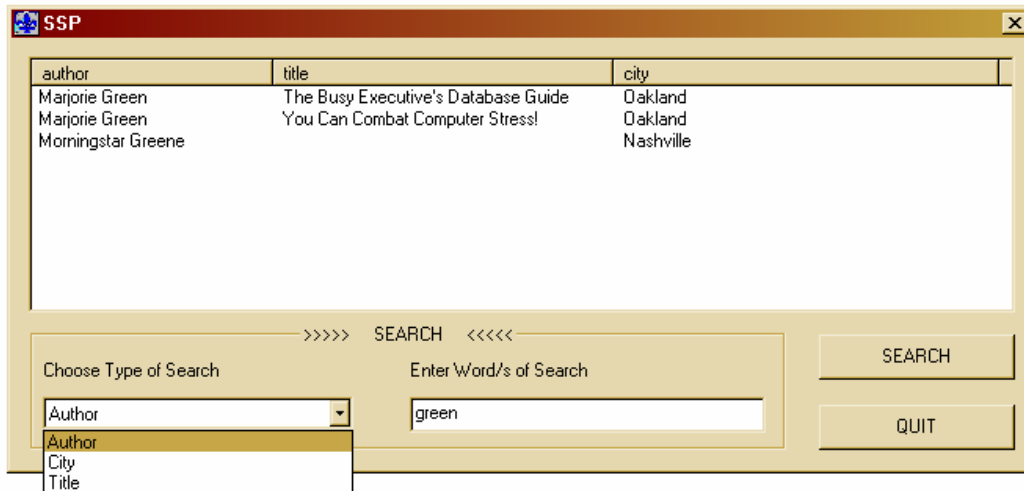 SSP
author title city
Marjorie Green The Busy Executive's Database Guide Oakland
Marjorie Green You Can Combat Computer Stress! Oakland
Morningstar Greene Nashville
>>>>> SEARCH <<<<<
Choose Type of Search Enter Word/s of Search
SEARCH
Author green
QUIT
Author
City
Title